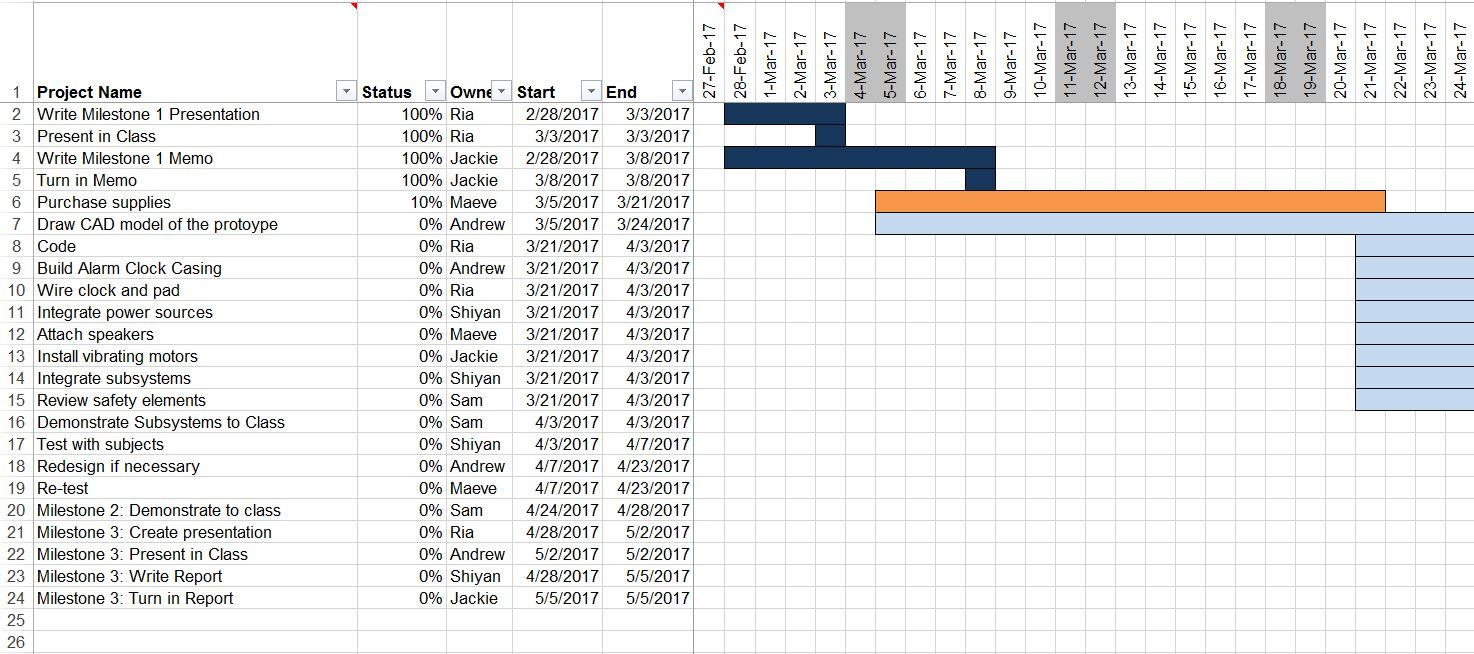 1 Project Name Status Owne Start End 27-Feb-17 28-Feb-17 1-Mar-17 2-Mar-17 3-Mar-17 4-Mar-17 5-Mar-17 6-Mar-17 7-Mar-17 8-Mar-17 9-Mar-17 10-Mar-17 11-Mar-17 12-Mar-17 13-Mar-17 14-Mar-17 15-Mar-17 16-Mar-17 17-Mar-17 18-Mar-17 19-Mar-17 20-Mar-17 21-Mar-17 22-Mar-17 23-Mar-17 24-Mar-17
2 Write Milestone 1 Presentation 100% Ria 2/28/2017 3/3/2017
3 Present in Class 100% Ria 3/3/2017 3/3/2017
4 Write Milestone 1 Memo 100% Jackie 2/28/2017 3/8/2017
5 Turn in Memo 100% Jackie 3/8/2017 3/8/2017
6 Purchase supplies 10% Maeve 3/5/2017 3/21/2017
7 Draw CAD model of the protoype 0% Andrew 3/5/2017 3/24/2017
8 Code 0% Ria 3/21/2017 4/3/2017
9 Build Alarm Clock Casing 0% Andrew 3/21/2017 4/3/2017
10 Wire clock and pad 0% Ria 3/21/2017 4/3/2017
11 Integrate power sources 0% Shiyan 3/21/2017 4/3/2017
12 Attach speakers 0% Maeve 3/21/2017 4/3/2017
13 Install vibrating motors 0% Jackie 3/21/2017 4/3/2017
14 Integrate subsystems 0% Shiyan 3/21/2017 4/3/2017
15 Review safety elements 0% Sam 3/21/2017 4/3/2017
16 Demonstrate Subsystems to Class 0% Sam 4/3/2017 4/3/2017
17 Test with subjects 0% Shiyan 4/3/2017 4/7/2017
18 Redesign if necessary 0% Andrew 4/7/2017 4/23/2017
19 Re-test 0% Maeve 4/7/2017 4/23/2017
20 Milestone 2: Demonstrate to class 0% Sam 4/24/2017 4/28/2017
21 Milestone 3: Create presentation 0% Ria 4/28/2017 5/2/2017
22 Milestone 3: Present in Class 0% Andrew 5/2/2017 5/2/2017
23 Milestone 3: Write Report 0% Shiyan 4/28/2017 5/5/2017
24 Milestone 3: Turn in Report 0% Jackie 5/5/2017 5/5/2017
25
26